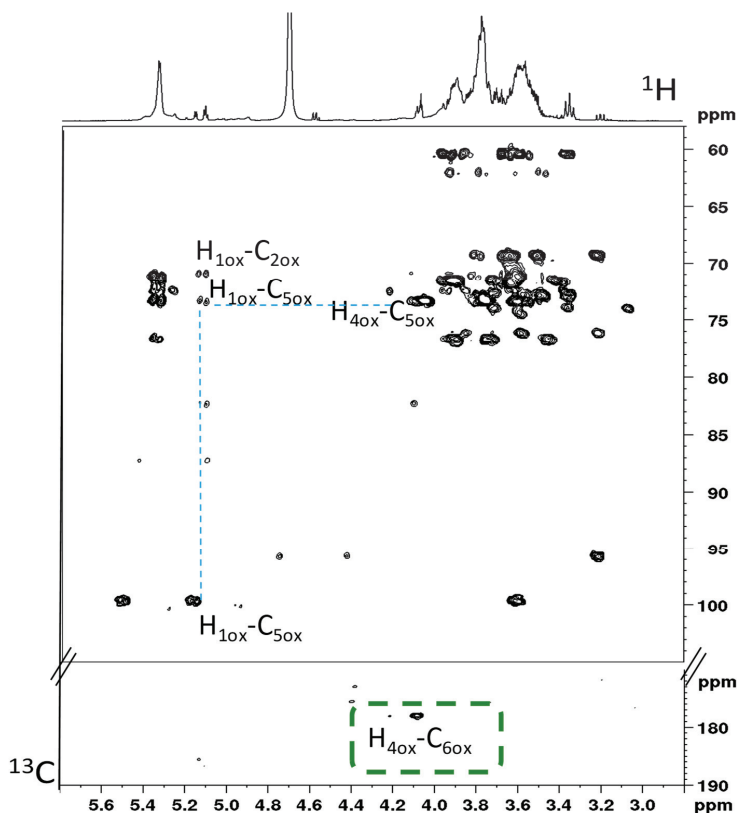 ¹H
ppm
60
65
H₁ₒₓ-C₂ₒₓ
70
H₁ₒₓ-C₅ₒₓ
H₄ₒₓ-C₅ₒₓ
75
80
85
90
95
100
H₁ₒₓ-C₅ₒₓ
ppm
180
H₄ₒₓ-C₆ₒₓ
¹³C
190
5.6 5.4 5.2 5.0 4.8 4.6 4.4 4.2 4.0 3.8 3.6 3.4 3.2 3.0 ppm